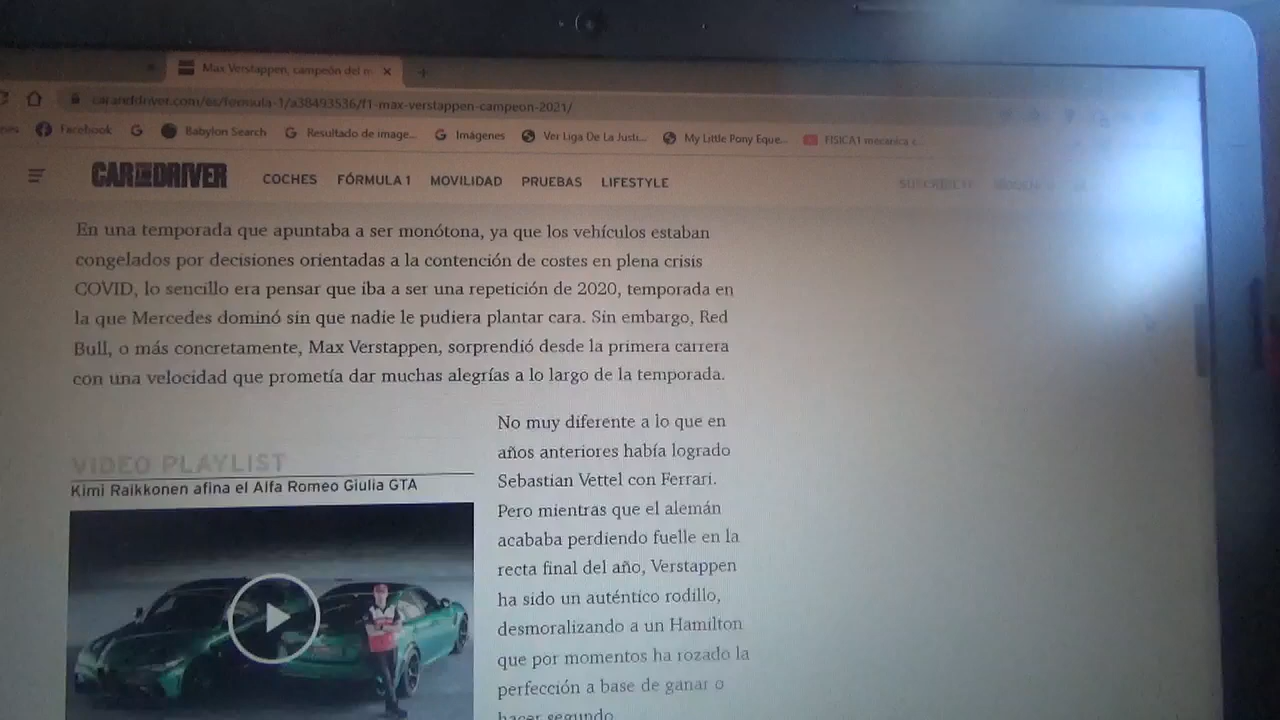 Max Verstappen, campeón del m
caranddriver.com/es/formula-1/a38493536/f1-max-verstappen-campeon-2021/
Facebook
Babylon Search
Resultado de image...
Imágenes
Ver Liga De La Justi...
My Little Pony Eque...
FISICA1 mecanica c...
CAR AND DRIVER
COCHES FÓRMULA 1 MOVILIDAD PRUEBAS LIFESTYLE
En una temporada que apuntaba a ser monótona, ya que los vehículos estaban
congelados por decisiones orientadas a la contención de costes en plena crisis
COVID, lo sencillo era pensar que iba a ser una repetición de 2020, temporada en
la que Mercedes dominó sin que nadie le pudiera plantar cara. Sin embargo, Red
Bull, o más concretamente, Max Verstappen, sorprendió desde la primera carrera
con una velocidad que prometía dar muchas alegrías a lo largo de la temporada.
VIDEO PLAYLIST
Kimi Raikkonen afina el Alfa Romeo Giulia GTA
No muy diferente a lo que en
años anteriores había logrado
Sebastian Vettel con Ferrari.
Pero mientras que el alemán
acababa perdiendo fuelle en la
recta final del año, Verstappen
ha sido un auténtico rodillo,
desmoralizando a un Hamilton
que por momentos ha rozado la
perfección a base de ganar o
hacer segundo